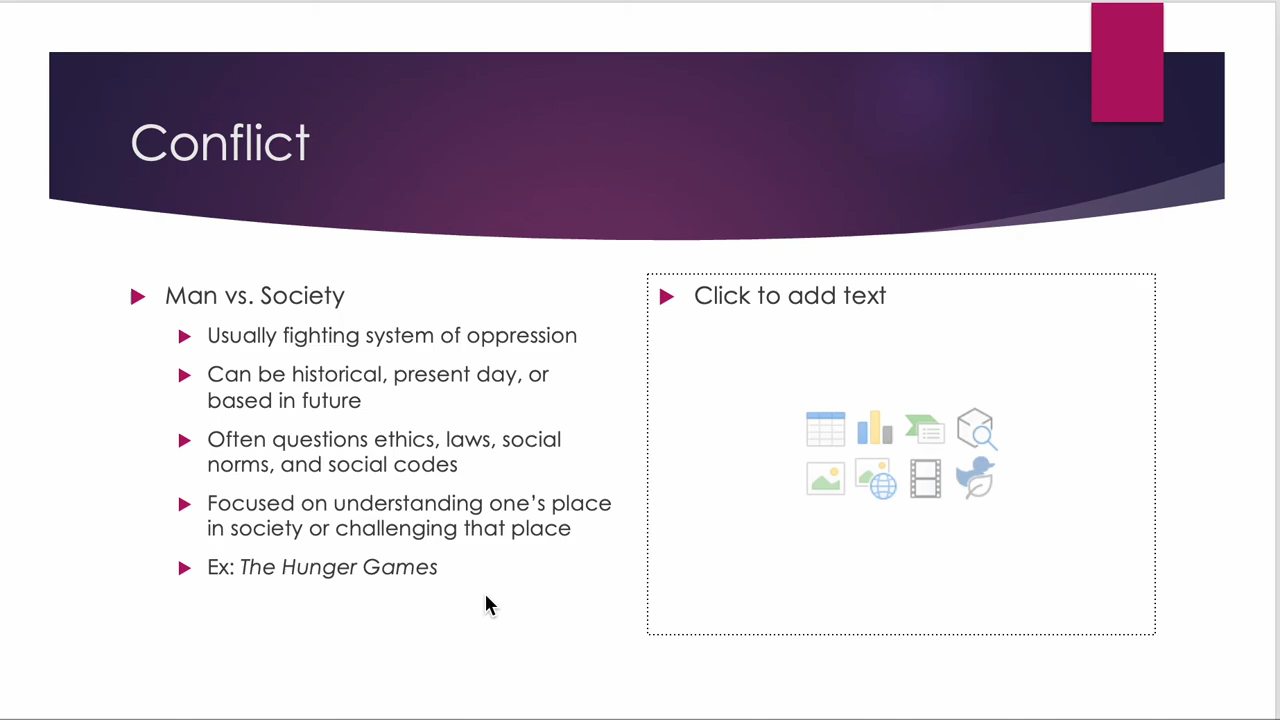 Conflict
Man vs. Society
Usually fighting system of oppression
Can be historical, present day, or
based in future
Often questions ethics, laws, social
norms, and social codes
Focused on understanding one’s place
in society or challenging that place
Ex: The Hunger Games
Click to add text